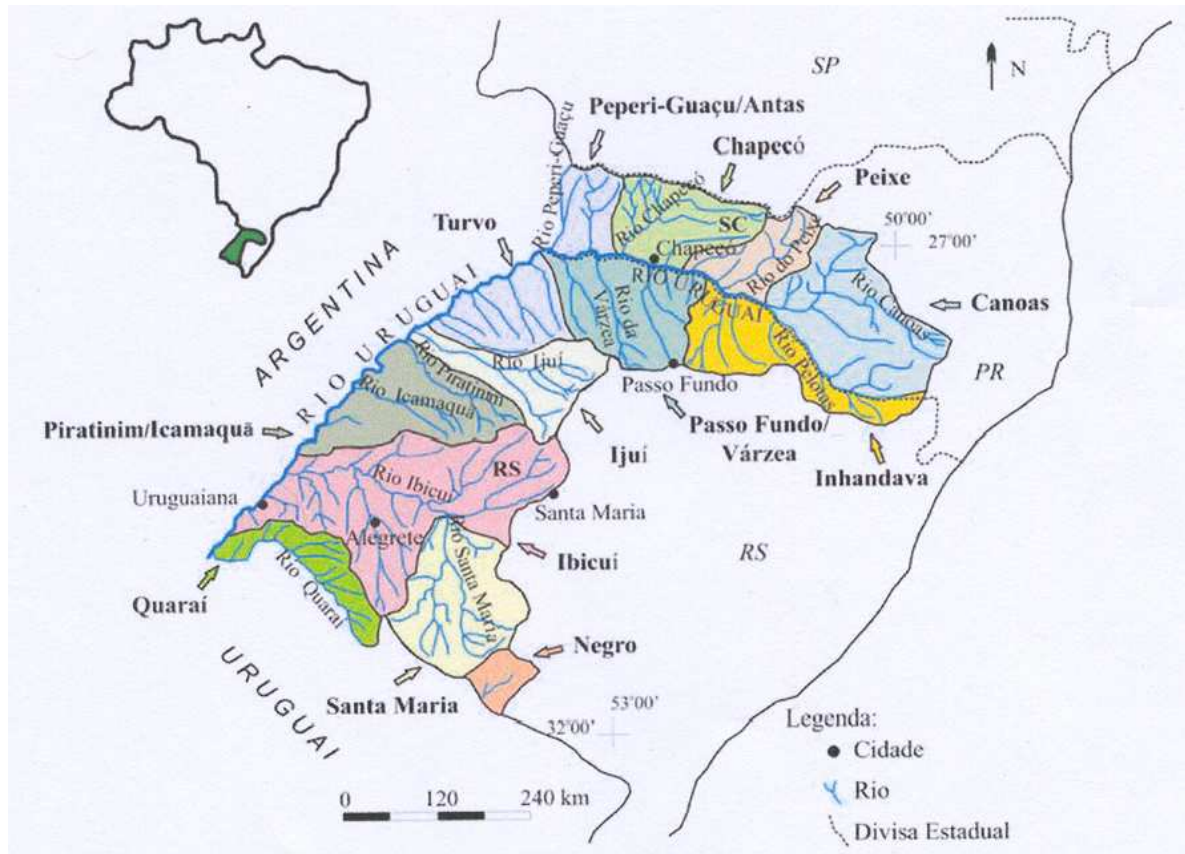 SP
N
Peperi-Guaçu/Antas
Chapecó
Peixe
Rio Peperi-Guaçu
Rio Chapecó
SC
Chapecó
Rio do Peixe
50°00'
27°00'
Turvo
ARGENTINA
RIO URUGUAI
RIO URUGUAI
Rio Canoas
Canoas
Rio da
Várzea
Rio Pelotas
PR
Rio Ijuí
Rio Piratinim
Rio Icamaquã
Passo Fundo
Piratinim/Icamaquã
Ijuí
Passo Fundo/
Várzea
Inhandava
RS
Rio Ibicuí
Uruguaiana
Santa Maria
Alegrete
Rio Santa Maria
Ibicuí
RS
Quaraí
Rio Quaraí
URUGUAI
Negro
Santa Maria
53°00'
32°00'
Legenda:
Cidade
Rio
Divisa Estadual
0 120 240 km